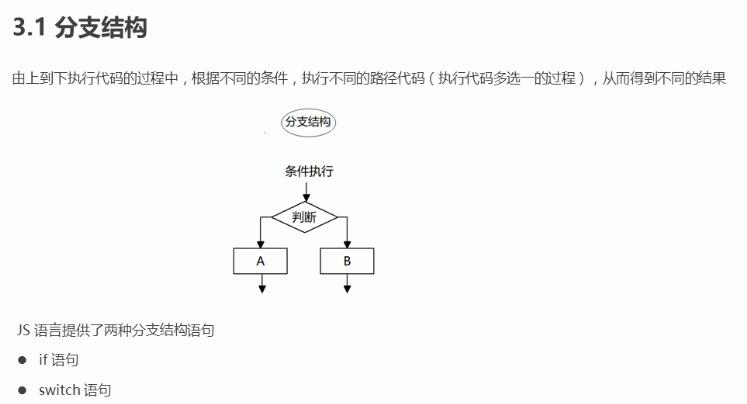 3.1 分支结构
由上到下执行代码的过程中，根据不同的条件，执行不同的路径代码（执行代码多选一的过程），从而得到不同的结果
分支结构
条件执行
判断
A
B
JS 语言提供了两种分支结构语句
● if 语句
● switch 语句